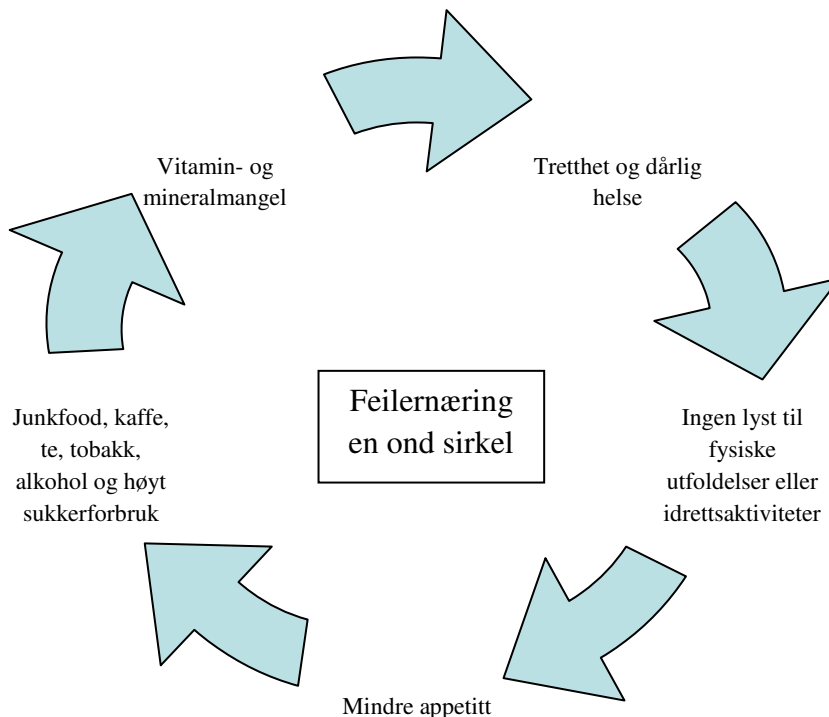 Vitamin- og
mineralmangel
Tretthet og dårlig
helse
Feilernæring
en ond sirkel
Junkfood, kaffe,
te, tobakk,
alkohol og høyt
sukkerforbruk
Ingen lyst til
fysiske
utfoldelser eller
idrettsaktiviteter
Mindre appetitt